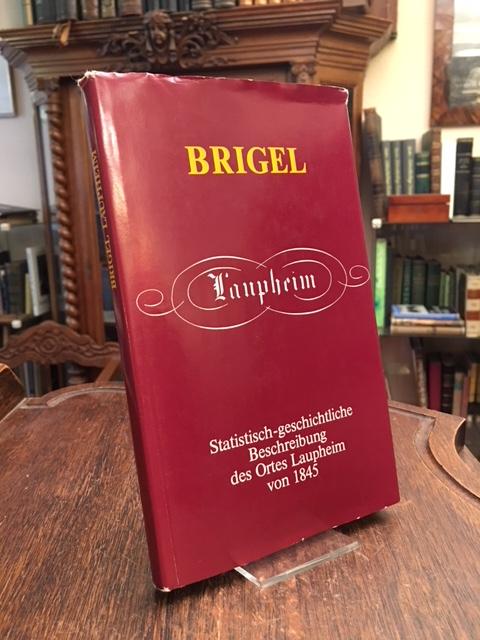 BRIGEL
Laupheim
Statistisch-geschichtliche
Beschreibung
des Ortes Laupheim
von 1845
BRIGEL LAUPHEIM